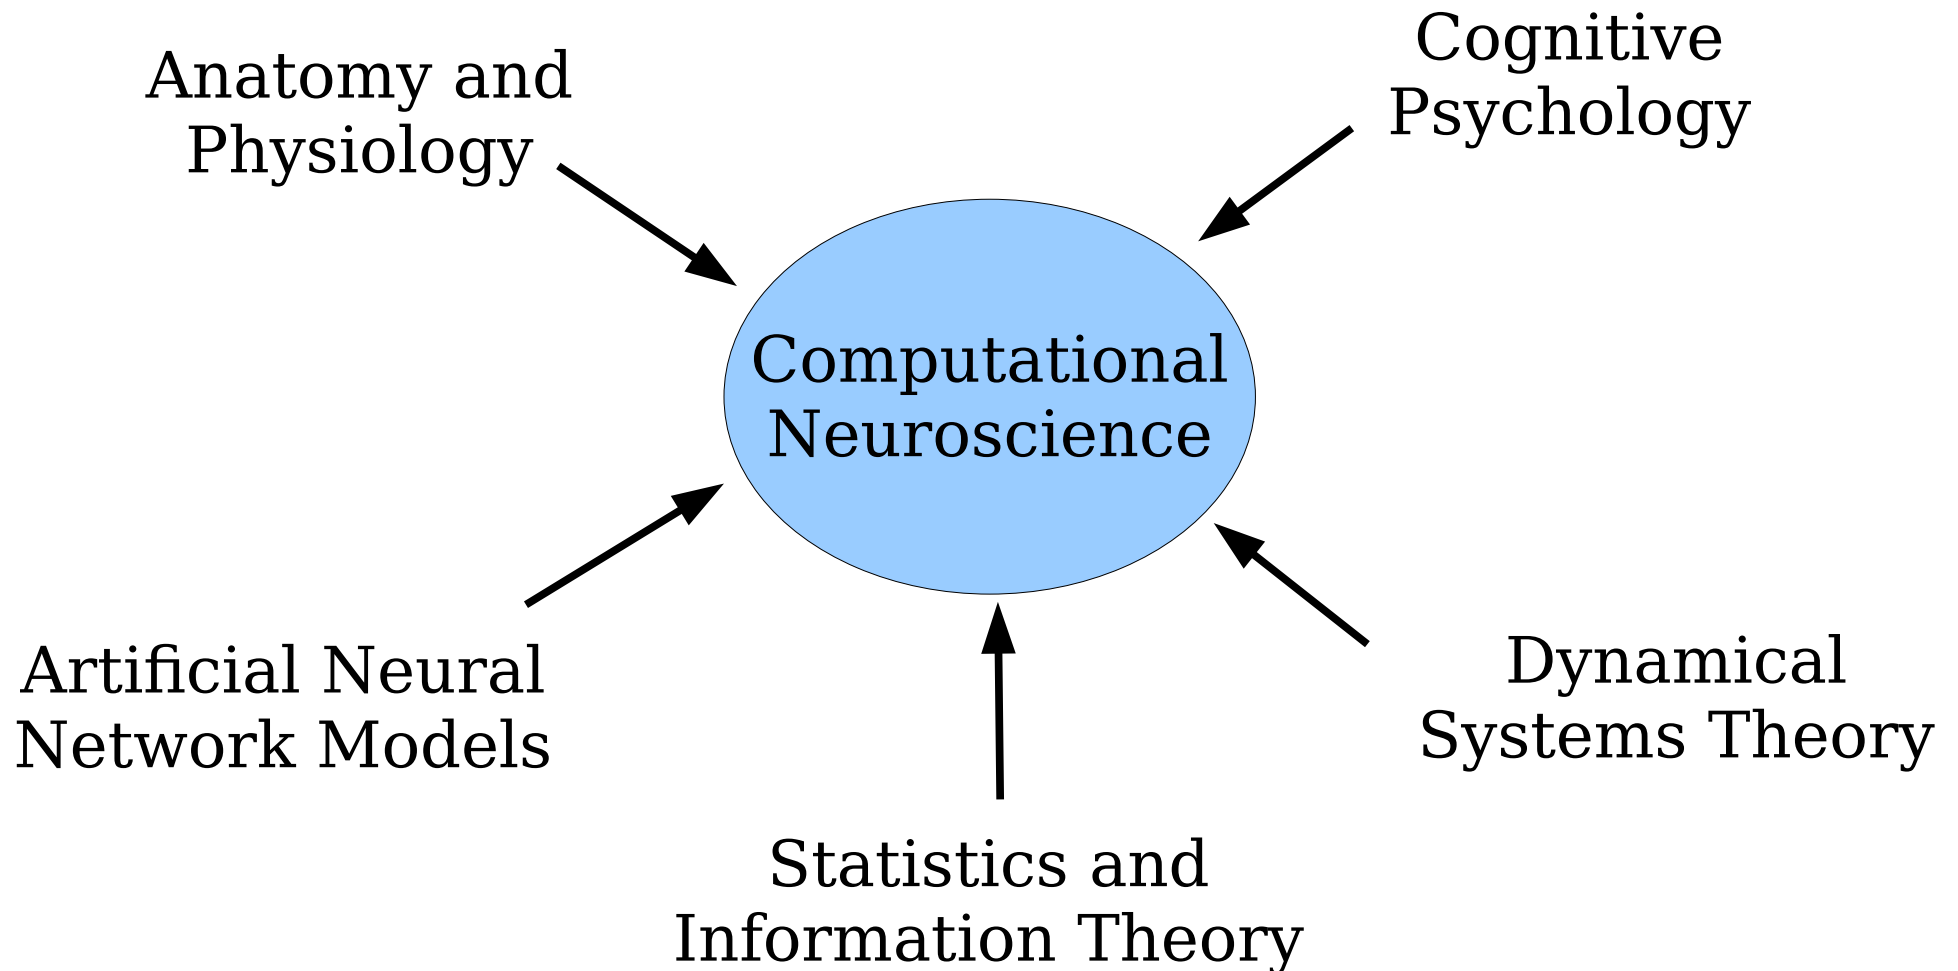 Anatomy and
Physiology
Cognitive
Psychology
Computational
Neuroscience
Artificial Neural
Network Models
Dynamical
Systems Theory
Statistics and
Information Theory